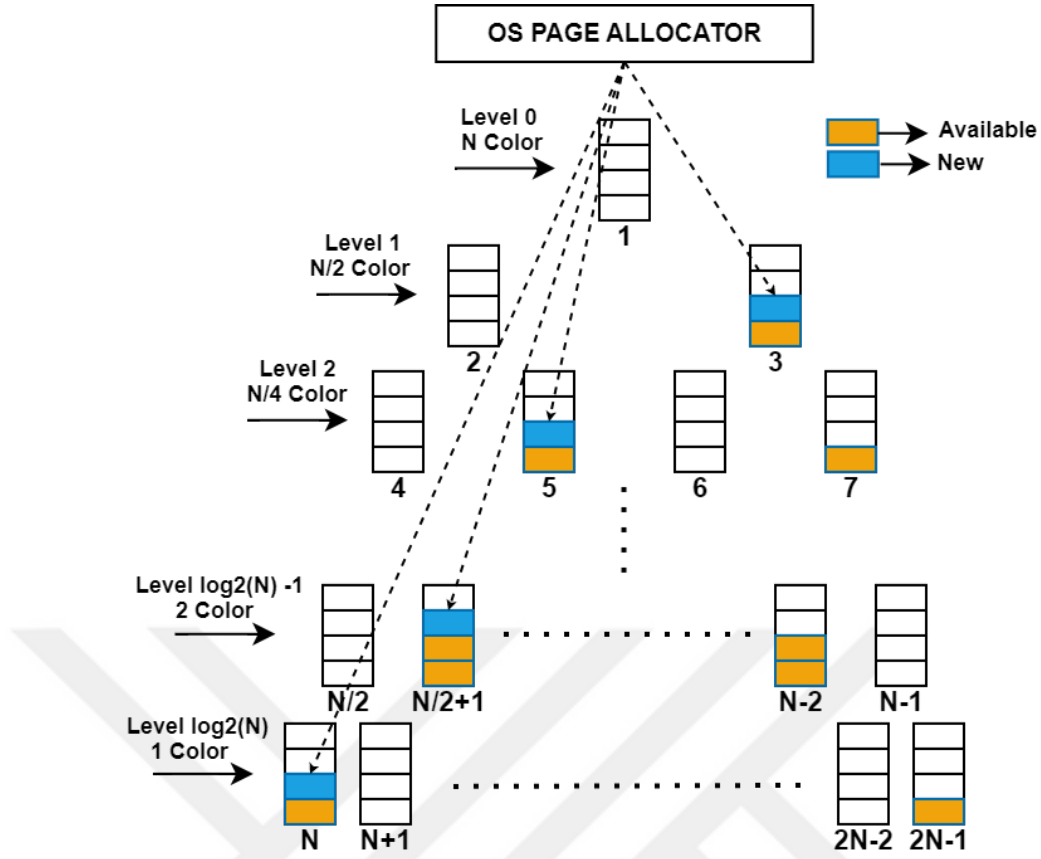 OS PAGE ALLOCATOR
Level 0
N Color
Available
New
1
Level 1
N/2 Color
2
3
Level 2
N/4 Color
4
5
6
7
Level log2(N) -1
2 Color
N/2
N/2+1
N-2
N-1
Level log2(N)
1 Color
N
N+1
2N-2
2N-1